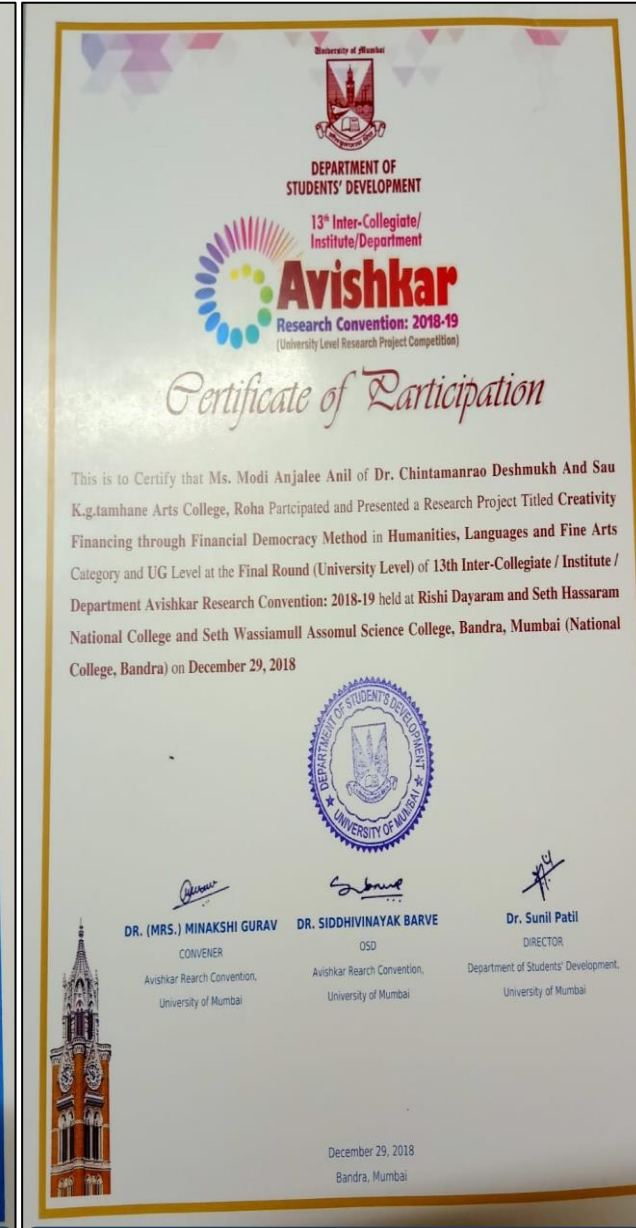 University of Mumbai
DEPARTMENT OF
STUDENTS' DEVELOPMENT
13th Inter-Collegiate/
Institute/Department
Avishkar
Research Convention: 2018-19
(University Level Research Project Competition)
Certificate of Participation
This is to Certify that Ms. Modi Anjalee Anil of Dr. Chintamanrao Deshmukh And Sau
K.g.tamhane Arts College, Roha Partcipated and Presented a Research Project Titled Creativity
Financing through Financial Democracy Method in Humanities, Languages and Fine Arts
Category and UG Level at the Final Round (University Level) of 13th Inter-Collegiate / Institute /
Department Avishkar Research Convention: 2018-19 held at Rishi Dayaram and Seth Hassaram
National College and Seth Wassiamull Assomul Science College, Bandra, Mumbai (National
College, Bandra) on December 29, 2018
DEPARTMENT OF STUDENT'S DEVELOPMENT
UNIVERSITY OF MUMBAI
DR. (MRS.) MINAKSHI GURAV
CONVENER
Avishkar Rearch Convention,
University of Mumbai
DR. SIDDHIVINAYAK BARVE
OSD
Avishkar Rearch Convention,
University of Mumbai
Dr. Sunil Patil
DIRECTOR
Department of Students' Development,
University of Mumbai
December 29, 2018
Bandra, Mumbai